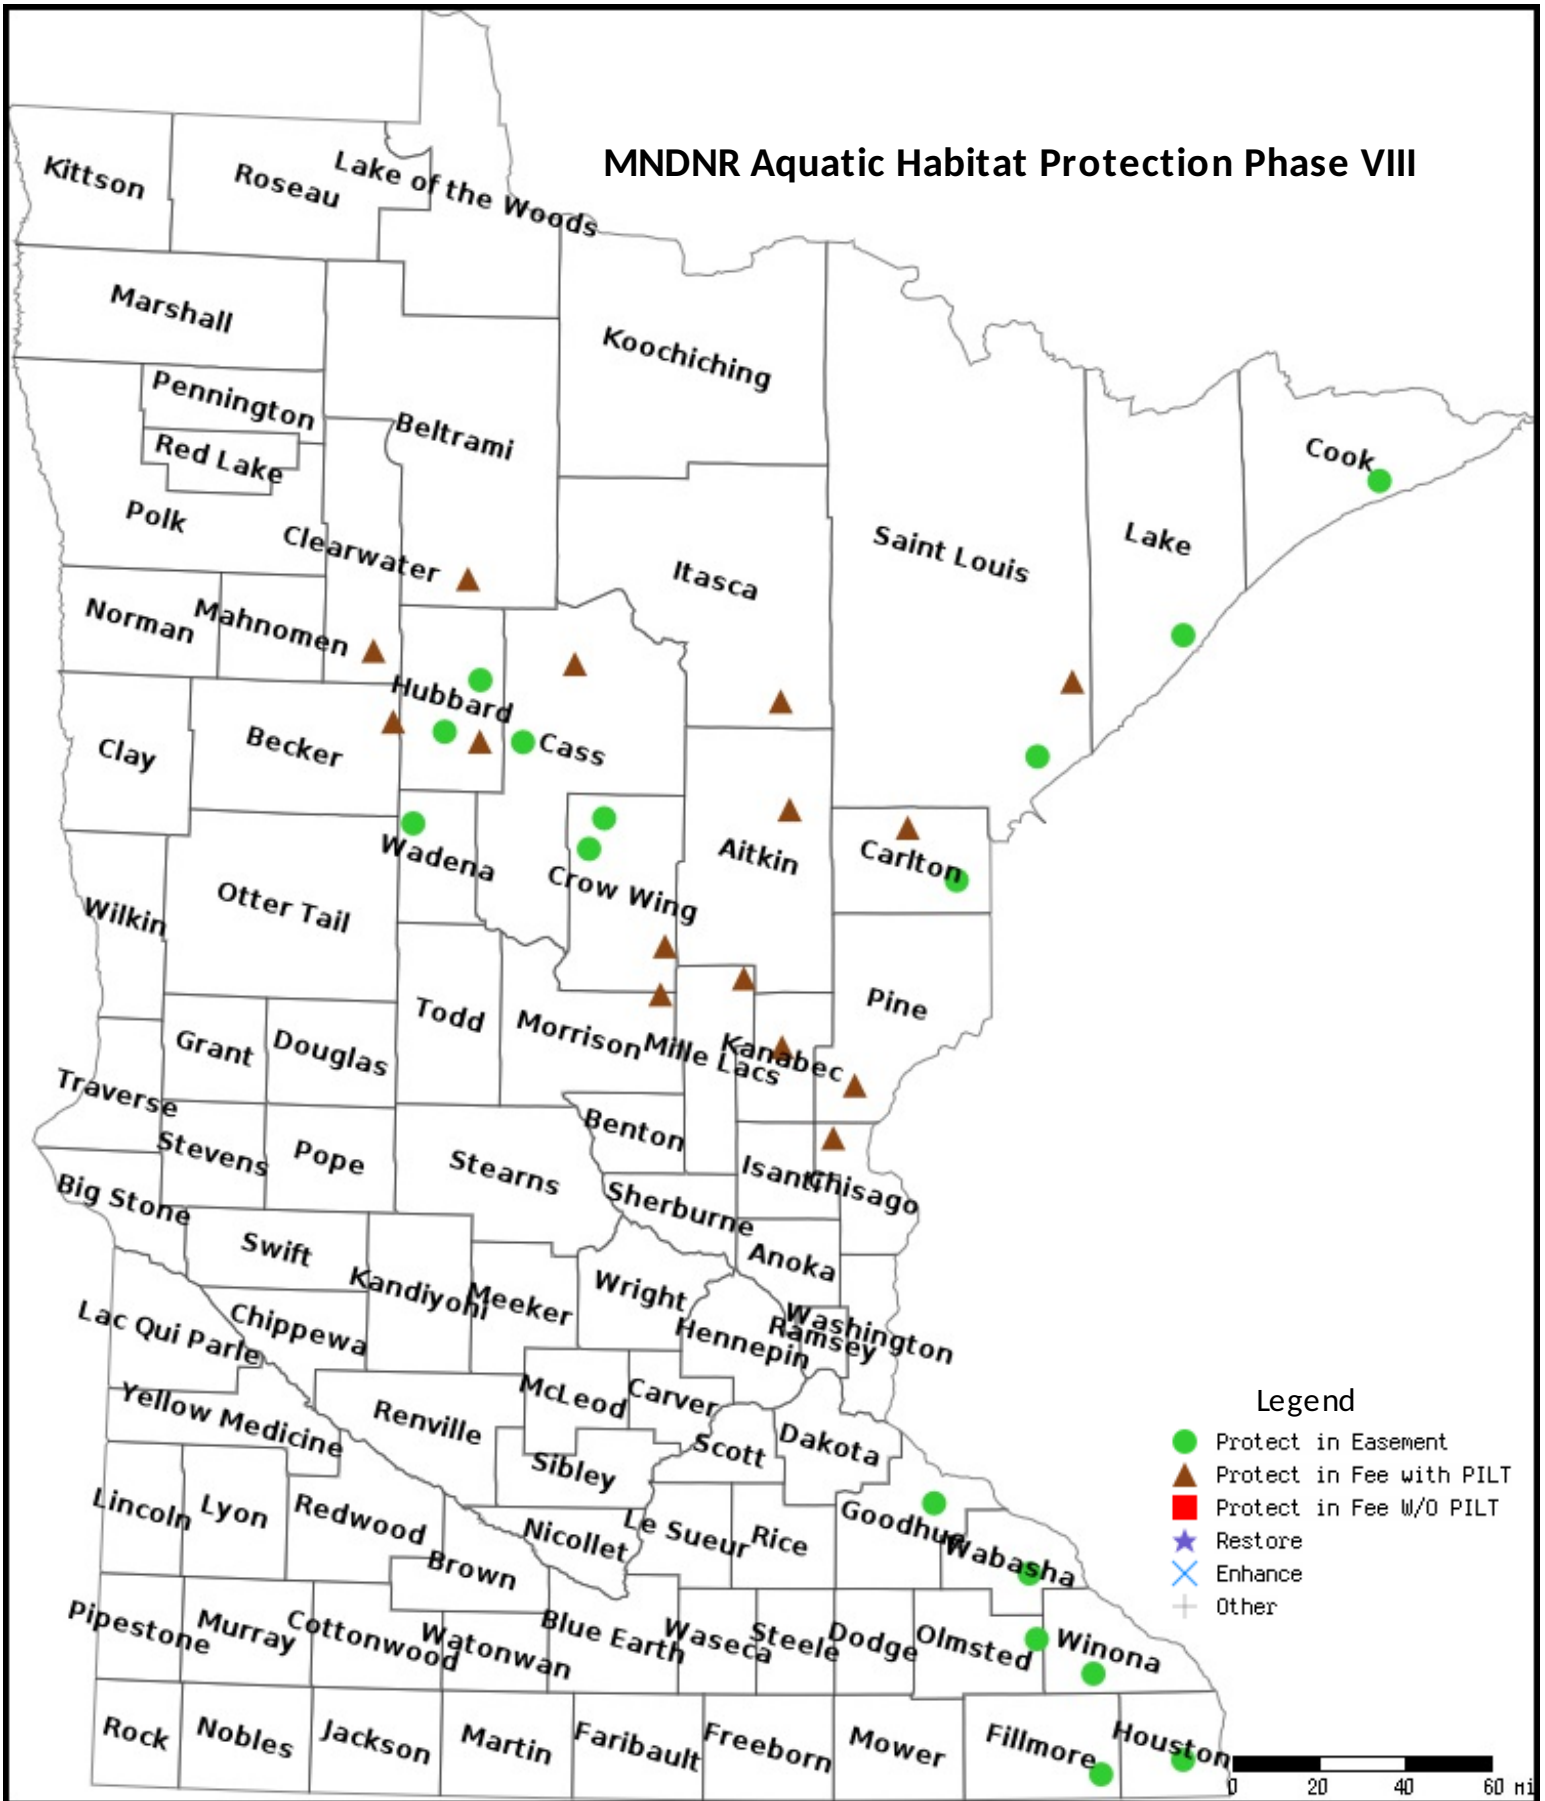 MNDNR Aquatic Habitat Protection Phase VIII
Kittson
Roseau
Lake of the Woods
Marshall
Koochiching
Pennington
Beltrami
Red Lake
Cook
Polk
Clearwater
Saint Louis
Lake
Itasca
Norman
Mahnomen
Hubbard
Clay
Becker
Cass
Wadena
Aitkin
Carlton
Crow Wing
Wilkin
Otter Tail
Pine
Todd
Morrison
Mille Lacs
Kanabec
Grant
Douglas
Traverse
Stevens
Pope
Stearns
Benton
Isanti
Chisago
Big Stone
Sherburne
Swift
Anoka
Kandiyohi
Meeker
Wright
Washington
Ramsey
Hennepin
Lac Qui Parle
Chippewa
McLeod
Carver
Yellow Medicine
Renville
Scott
Dakota
Sibley
Lincoln
Lyon
Redwood
Nicollet
Le Sueur
Rice
Goodhue
Wabasha
Brown
Pipestone
Murray
Cottonwood
Watonwan
Blue Earth
Waseca
Steele
Dodge
Olmsted
Winona
Rock
Nobles
Jackson
Martin
Faribault
Freeborn
Mower
Fillmore
Houston
Legend
Protect in Easement
Protect in Fee with PILT
Protect in Fee W/O PILT
Restore
Enhance
Other
0 20 40 60 mi